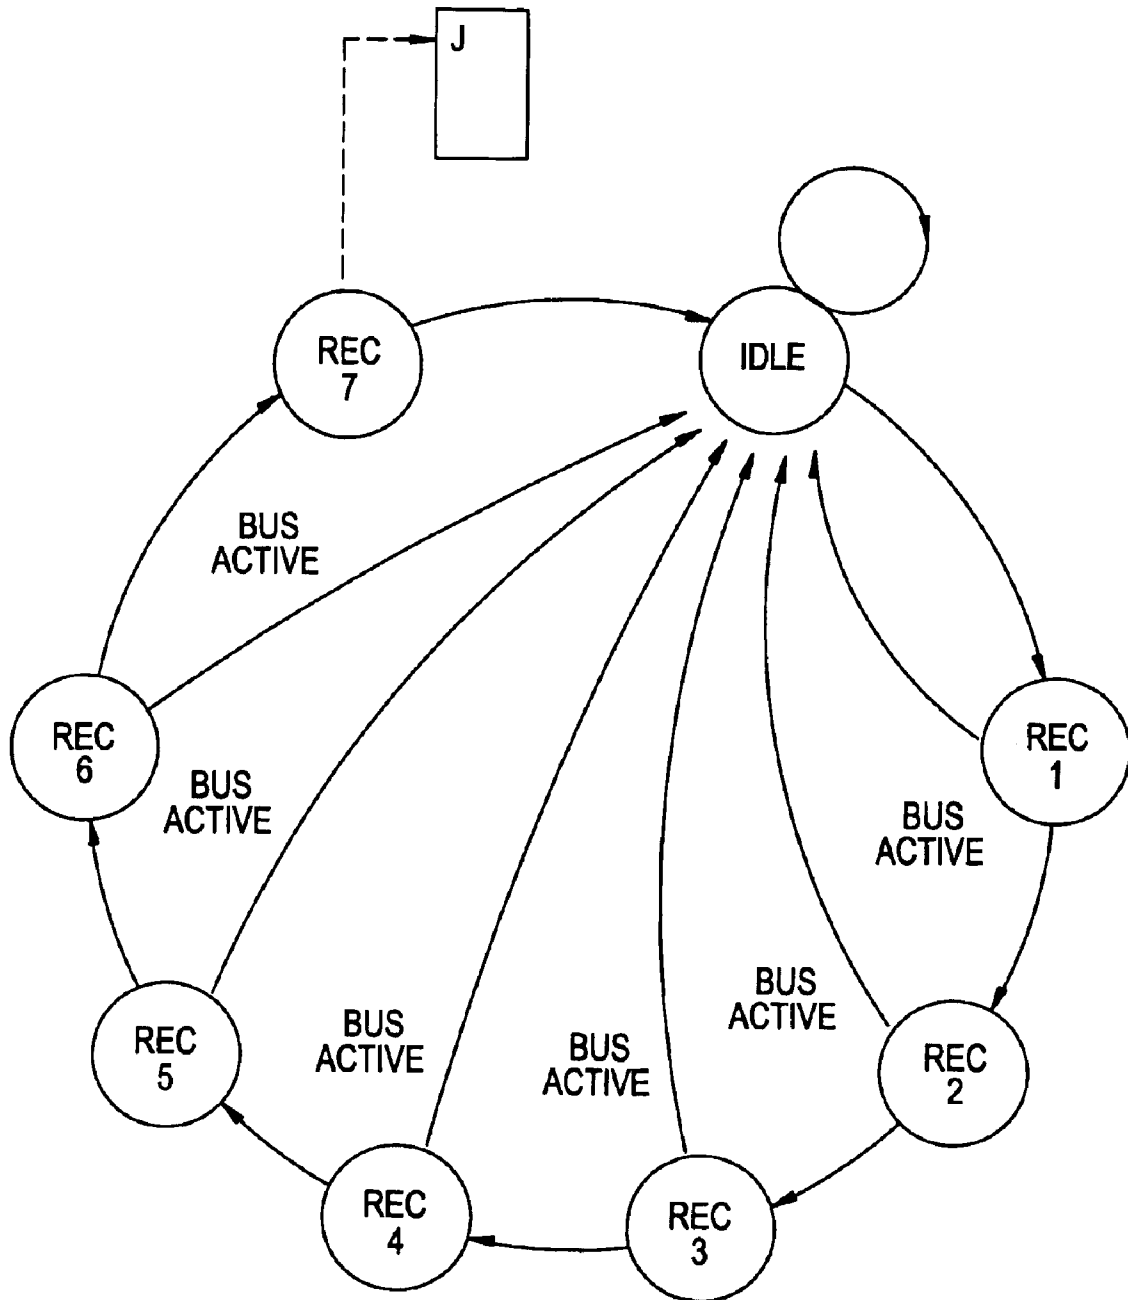 J
IDLE
REC
7
BUS
ACTIVE
REC
6
REC
1
BUS
ACTIVE
BUS
ACTIVE
BUS
ACTIVE
BUS
ACTIVE
BUS
ACTIVE
REC
5
REC
2
REC
4
REC
3